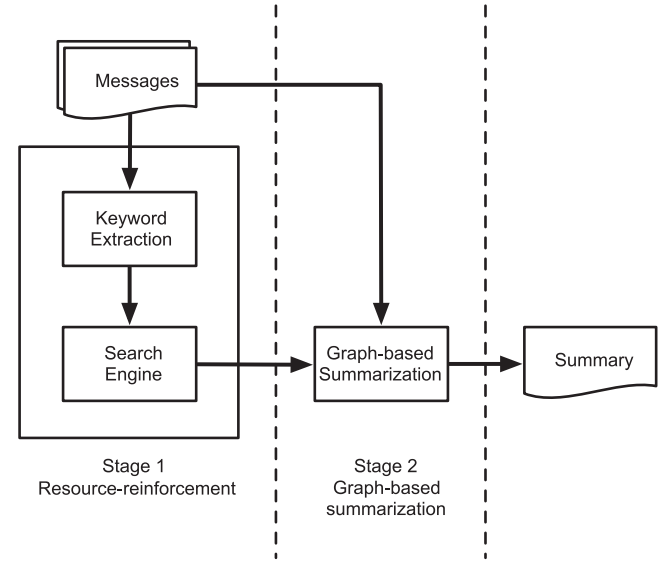 Messages
Keyword
Extraction
Search
Engine
Graph-based
Summarization
Summary
Stage 1
Resource-reinforcement
Stage 2
Graph-based
summarization